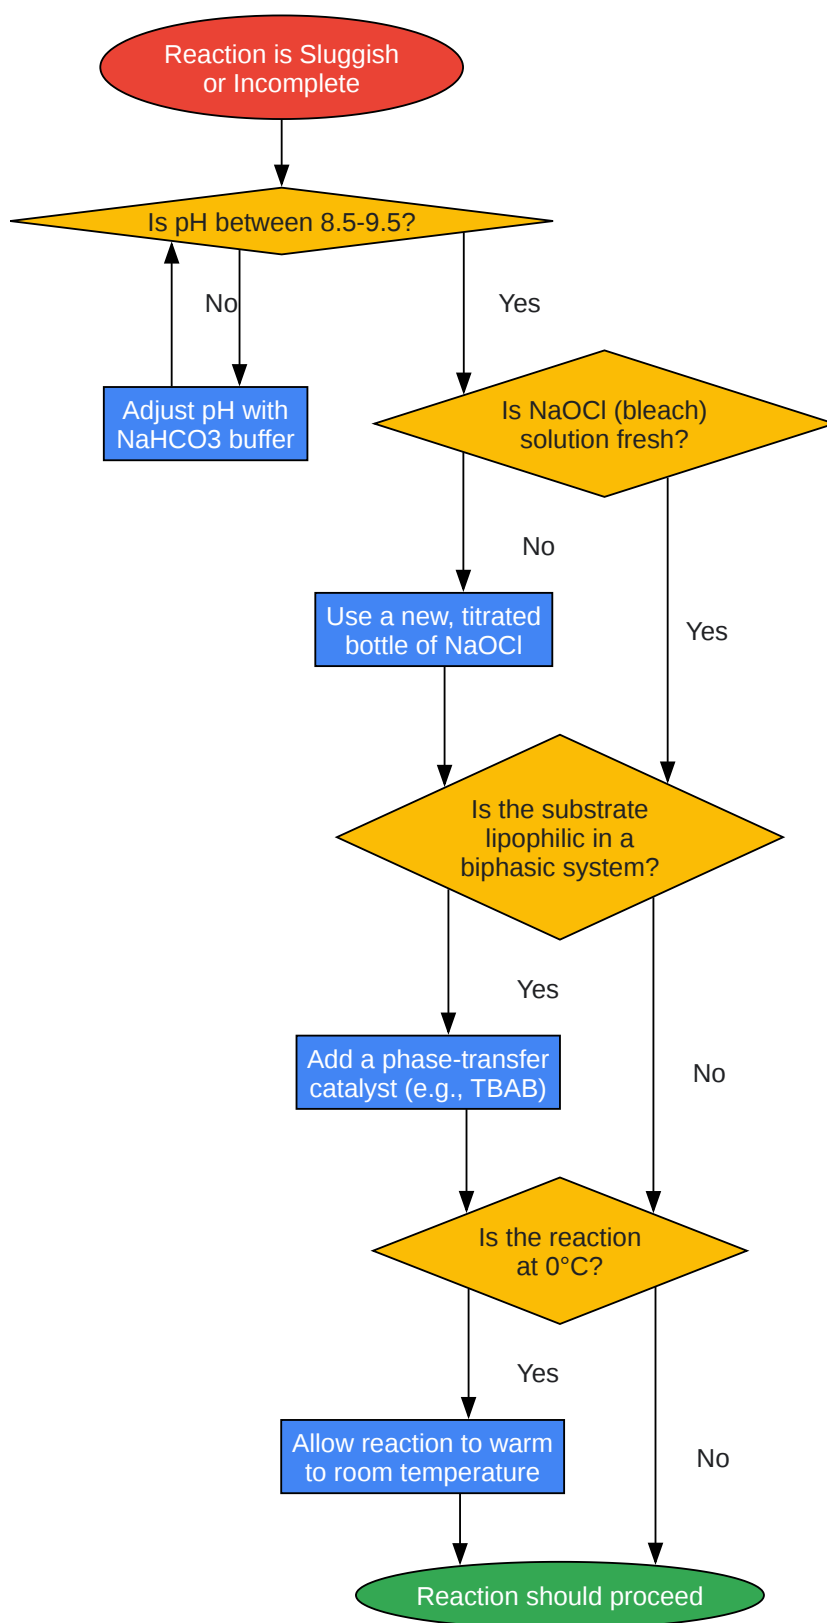 Reaction is Sluggish
or Incomplete
Is pH between 8.5-9.5?
No
Yes
Adjust pH with
NaHCO3 buffer
Is NaOCl (bleach)
solution fresh?
No
Use a new, titrated
bottle of NaOCl
Yes
Is the substrate
lipophilic in a
biphasic system?
Yes
Add a phase-transfer
catalyst (e.g., TBAB)
No
Is the reaction
at 0°C?
Yes
Allow reaction to warm
to room temperature
No
Reaction should proceed